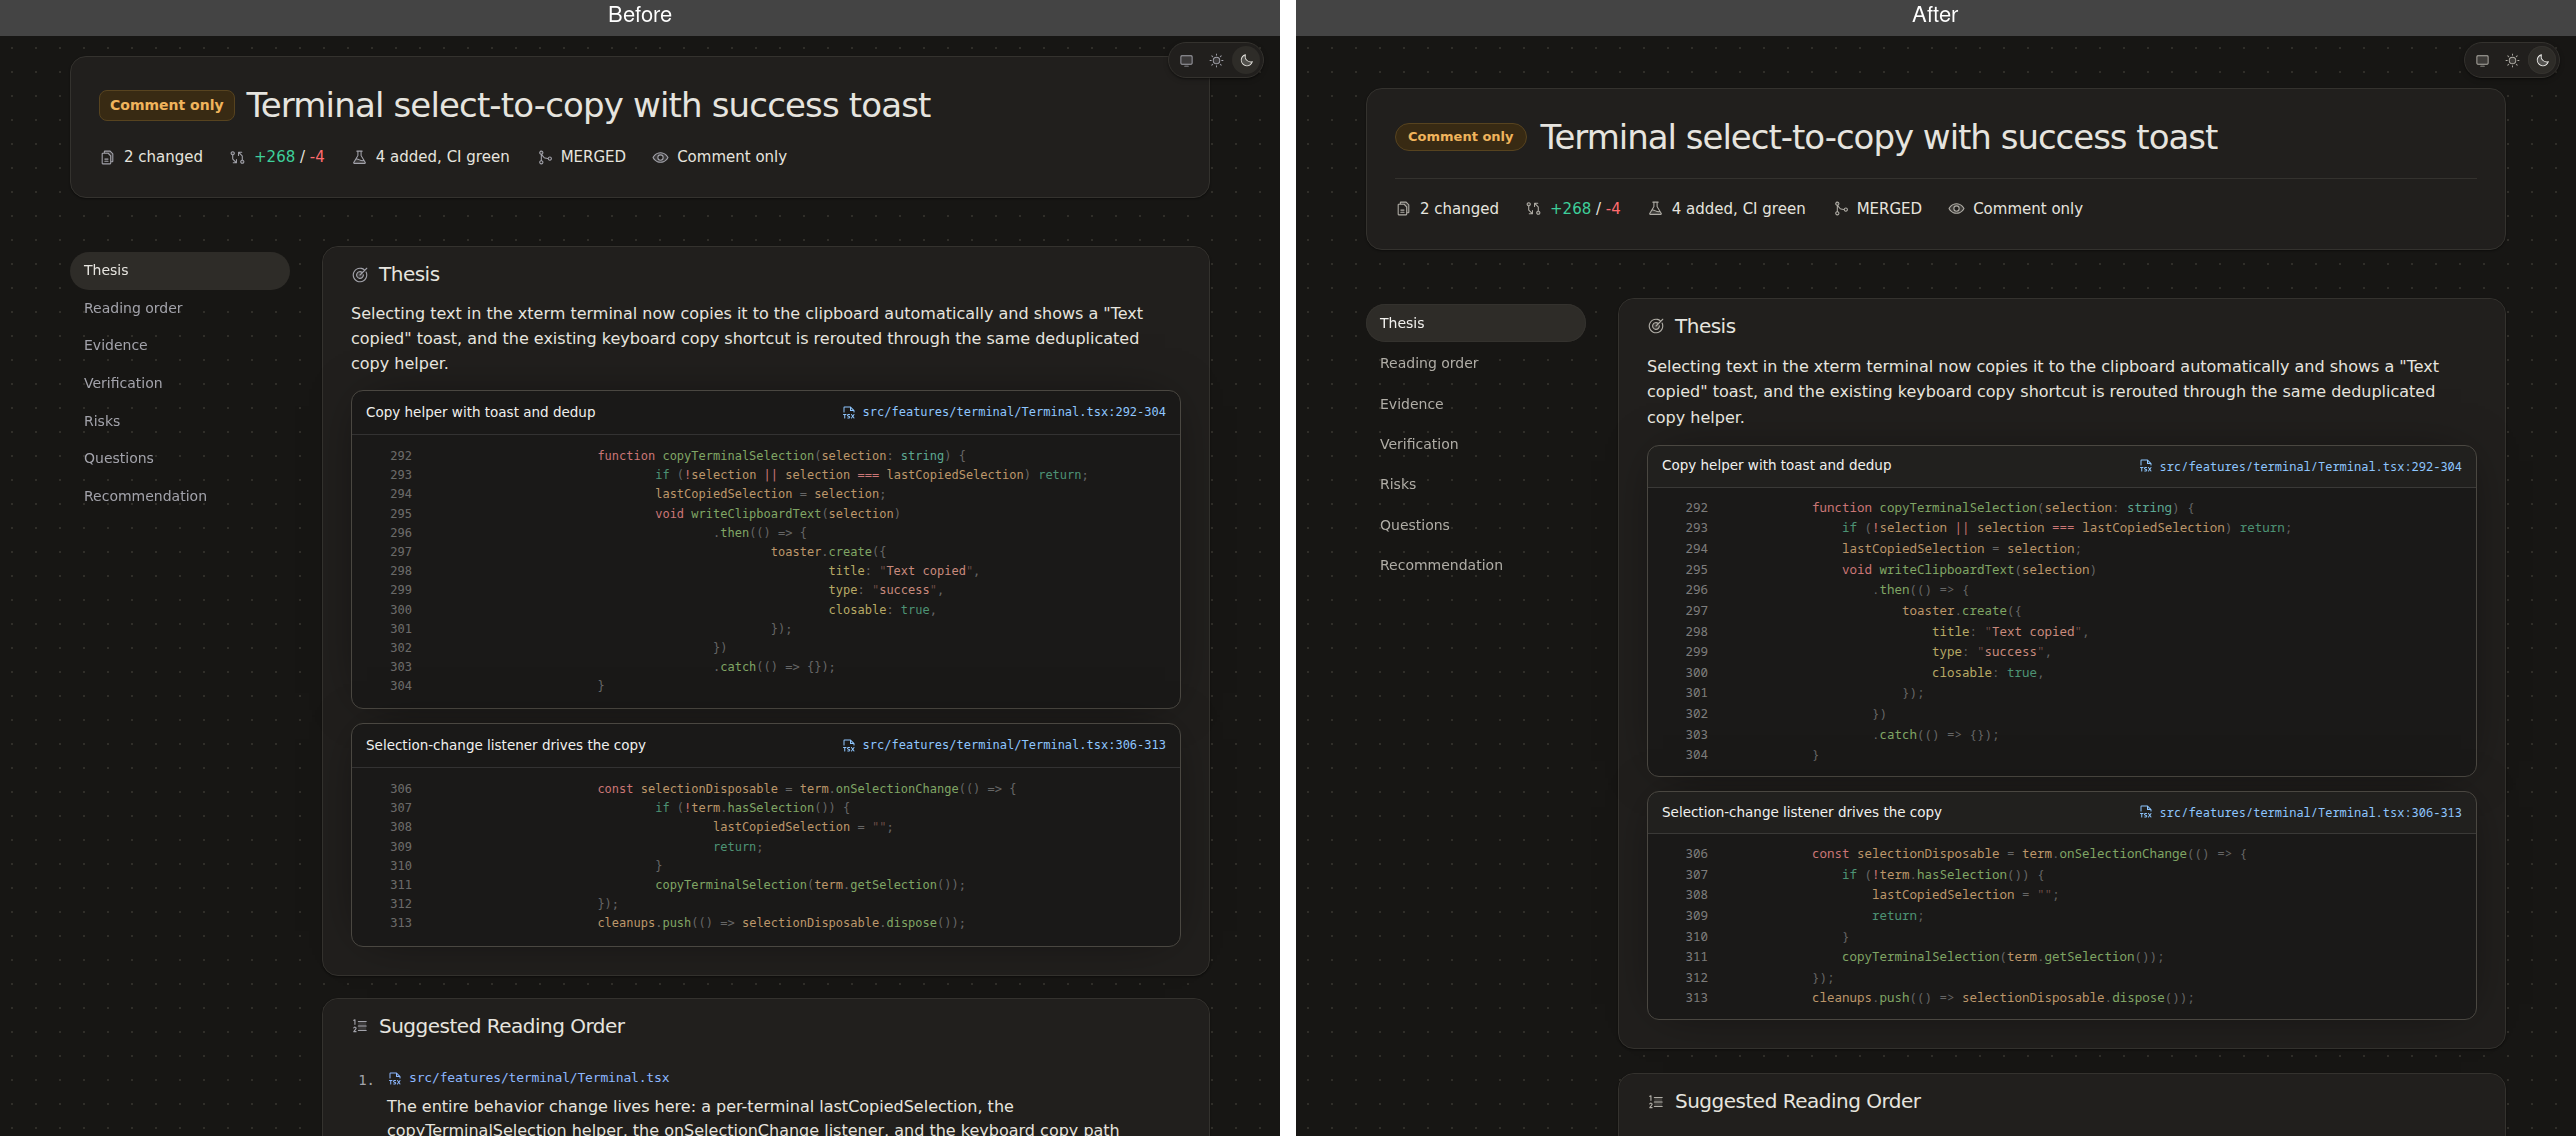 Before
Comment only Terminal select-to-copy with success toast
2 changed +268 / -4 4 added, CI green MERGED Comment only
Thesis
Reading order
Evidence
Verification
Risks
Questions
Recommendation
Thesis
Selecting text in the xterm terminal now copies it to the clipboard automatically and shows a "Text
copied" toast, and the existing keyboard copy shortcut is rerouted through the same deduplicated
copy helper.
Copy helper with toast and dedup TSX src/features/terminal/Terminal.tsx:292-304
292 function copyTerminalSelection(selection: string) {
293 if (!selection || selection === lastCopiedSelection) return;
294 lastCopiedSelection = selection;
295 void writeClipboardText(selection)
296 .then(() => {
297 toaster.create({
298 title: "Text copied",
299 type: "success",
300 closable: true,
301 });
302 })
303 .catch(() => {});
304 }
Selection-change listener drives the copy TSX src/features/terminal/Terminal.tsx:306-313
306 const selectionDisposable = term.onSelectionChange(() => {
307 if (!term.hasSelection()) {
308 lastCopiedSelection = "";
309 return;
310 }
311 copyTerminalSelection(term.getSelection());
312 });
313 cleanups.push(() => selectionDisposable.dispose());
Suggested Reading Order
1. TSX src/features/terminal/Terminal.tsx
The entire behavior change lives here: a per-terminal lastCopiedSelection, the
copyTerminalSelection helper, the onSelectionChange listener, and the keyboard copy path
After
Comment only Terminal select-to-copy with success toast
2 changed +268 / -4 4 added, CI green MERGED Comment only
Thesis
Reading order
Evidence
Verification
Risks
Questions
Recommendation
Thesis
Selecting text in the xterm terminal now copies it to the clipboard automatically and shows a "Text
copied" toast, and the existing keyboard copy shortcut is rerouted through the same deduplicated
copy helper.
Copy helper with toast and dedup TSX src/features/terminal/Terminal.tsx:292-304
292 function copyTerminalSelection(selection: string) {
293 if (!selection || selection === lastCopiedSelection) return;
294 lastCopiedSelection = selection;
295 void writeClipboardText(selection)
296 .then(() => {
297 toaster.create({
298 title: "Text copied",
299 type: "success",
300 closable: true,
301 });
302 })
303 .catch(() => {});
304 }
Selection-change listener drives the copy TSX src/features/terminal/Terminal.tsx:306-313
306 const selectionDisposable = term.onSelectionChange(() => {
307 if (!term.hasSelection()) {
308 lastCopiedSelection = "";
309 return;
310 }
311 copyTerminalSelection(term.getSelection());
312 });
313 cleanups.push(() => selectionDisposable.dispose());
Suggested Reading Order